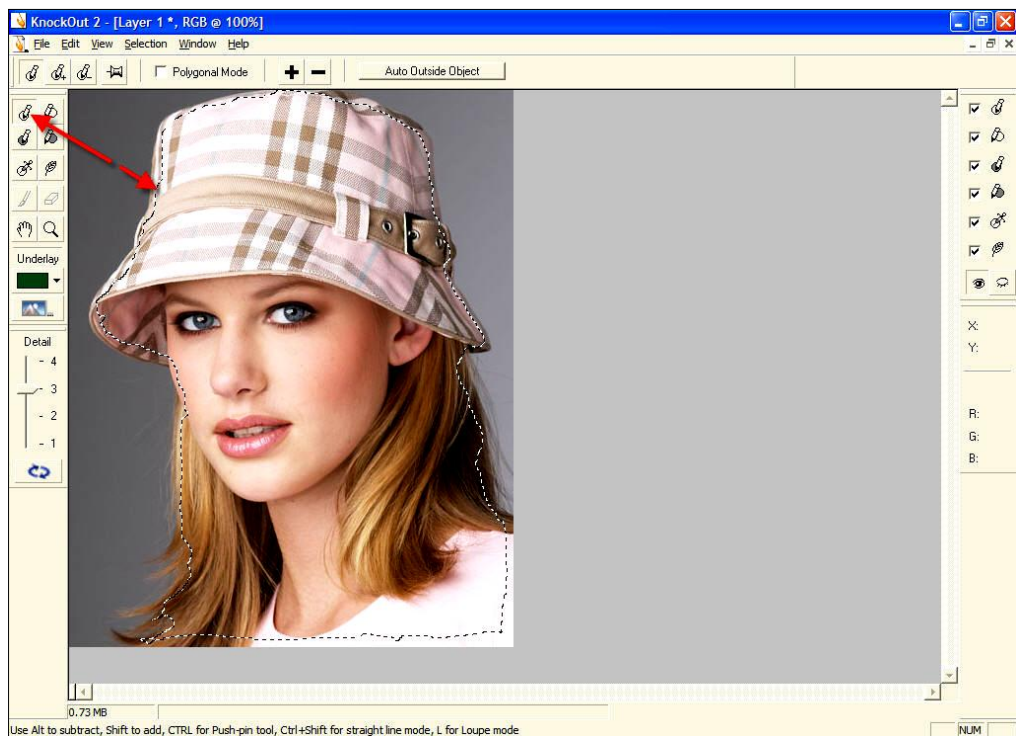 KnockOut 2 - [Layer 1 *, RGB @ 100%]
File Edit View Selection Window Help
Polygonal Mode
Auto Outside Object
Underlay
Detail
4
3
2
1
X:
Y:
R:
G:
B:
0.73 MB
Use Alt to subtract, Shift to add, CTRL for Push-pin tool, Ctrl+Shift for straight line mode, L for Loupe mode
NUM